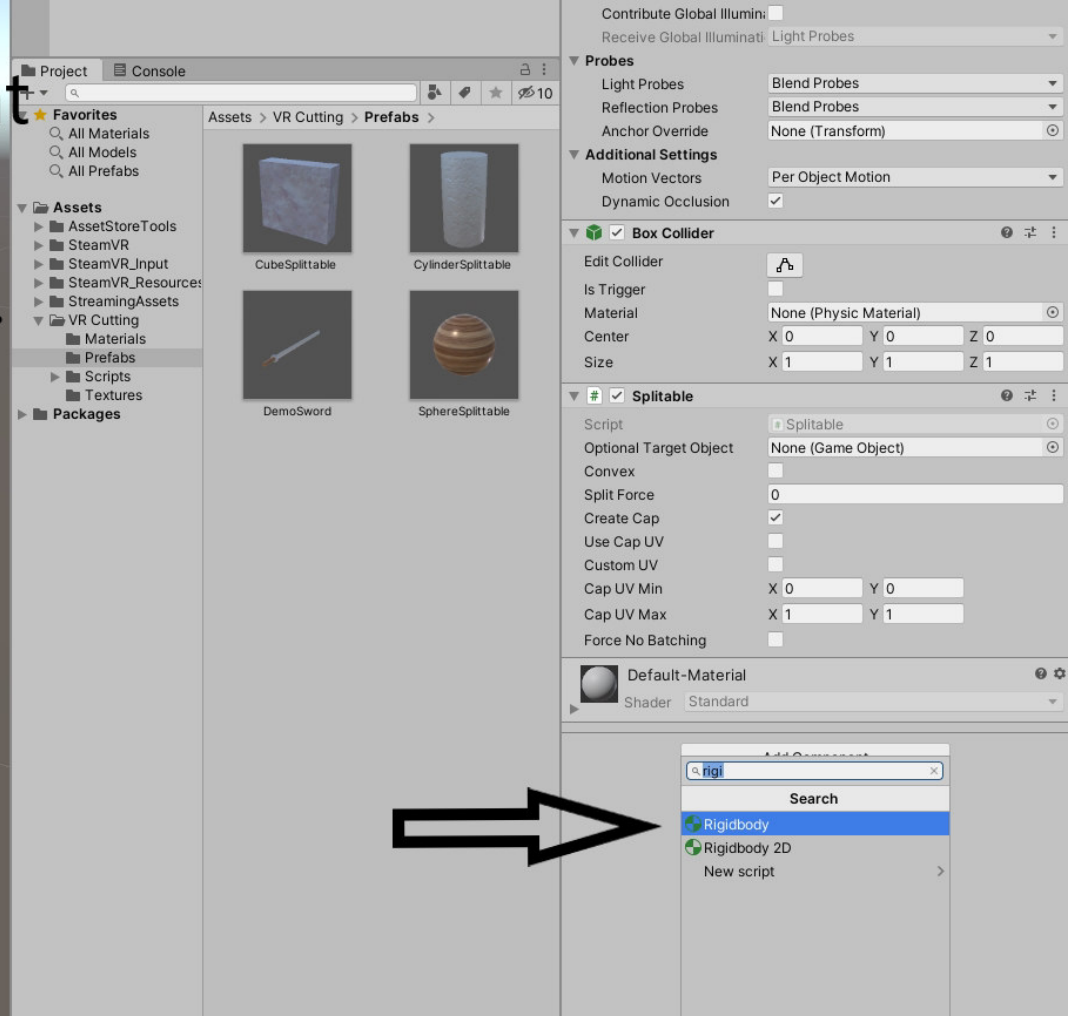 t
Project
Console
10
Favorites
All Materials
All Models
All Prefabs
Assets
AssetStoreTools
SteamVR
SteamVR_Input
SteamVR_Resources
StreamingAssets
VR Cutting
Materials
Prefabs
Scripts
Textures
Packages
Assets > VR Cutting > Prefabs >
CubeSplittable
CylinderSplittable
DemoSword
SphereSplittable
Contribute Global Illumin
Receive Global Illuminati Light Probes
Probes
Light Probes Blend Probes
Reflection Probes Blend Probes
Anchor Override None (Transform)
Additional Settings
Motion Vectors Per Object Motion
Dynamic Occlusion
Box Collider
Edit Collider
Is Trigger
Material None (Physic Material)
Center X 0 Y 0 Z 0
Size X 1 Y 1 Z 1
# Splitable
Script # Splitable
Optional Target Object None (Game Object)
Convex
Split Force 0
Create Cap
Use Cap UV
Custom UV
Cap UV Min X 0 Y 0
Cap UV Max X 1 Y 1
Force No Batching
Default-Material
Shader Standard
Add Component
rigi
Search
Rigidbody
Rigidbody 2D
New script